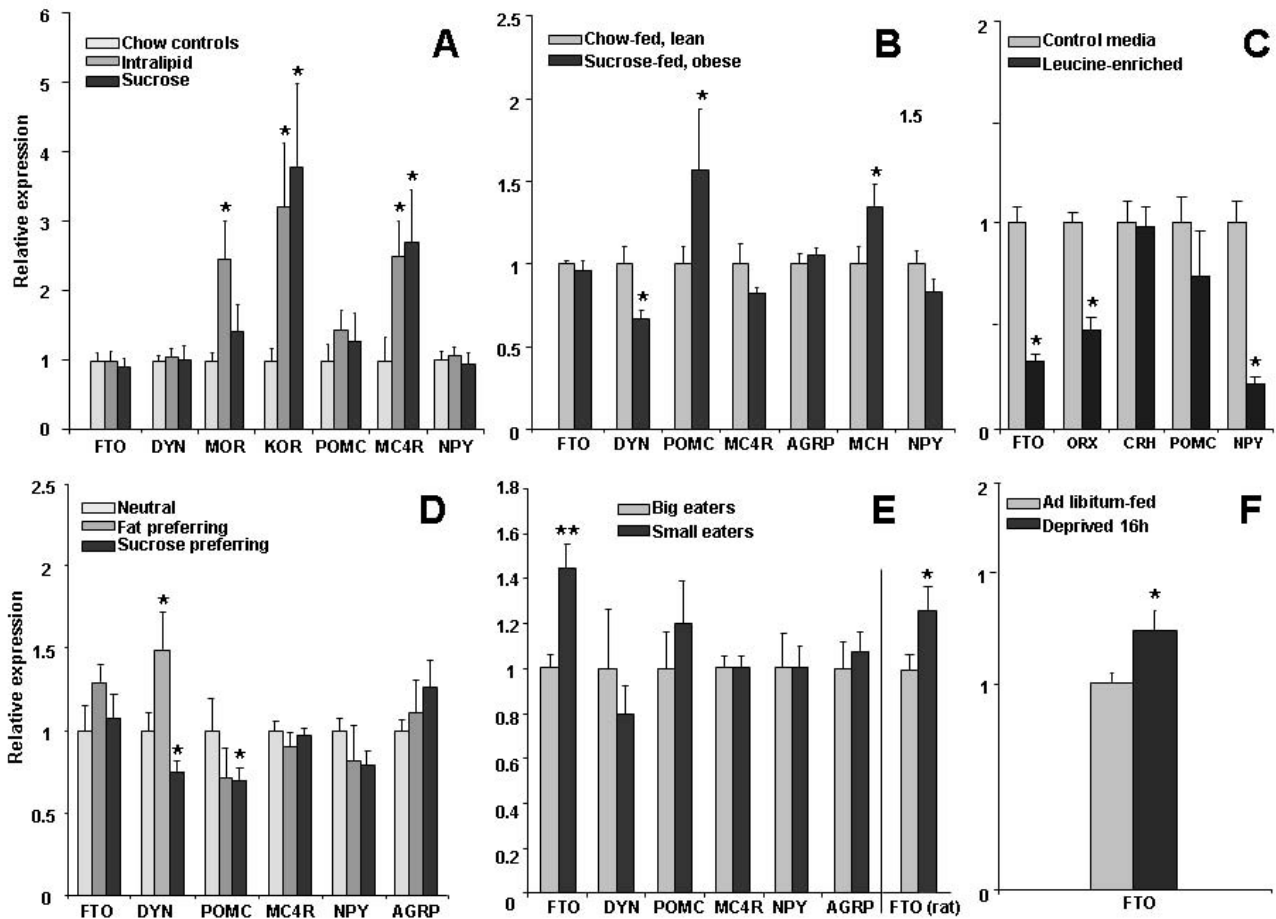 A
Chow controls
Intralipid
Sucrose
Relative expression
6
5
4
3
2
1
0
* * * * *
FTO DYN MOR KOR POMC MC4R NPY
B
Chow-fed, lean
Sucrose-fed, obese
1.5
2.5
2
1.5
1
0.5
0
* * *
FTO DYN POMC MC4R AGRP MCH NPY
C
Control media
Leucine-enriched
2
1
0
* * *
FTO ORX CRH POMC NPY
D
Neutral
Fat preferring
Sucrose preferring
Relative expression
2.5
2
1.5
1
0.5
0
* * *
FTO DYN POMC MC4R NPY AGRP
E
Big eaters
Small eaters
1.8
1.6
1.4
1.2
1
0.8
0.6
0.4
0.2
0
** *
FTO DYN POMC MC4R NPY AGRP FTO (rat)
F
Ad libitum-fed
Deprived 16h
2
1
1
0
*
FTO